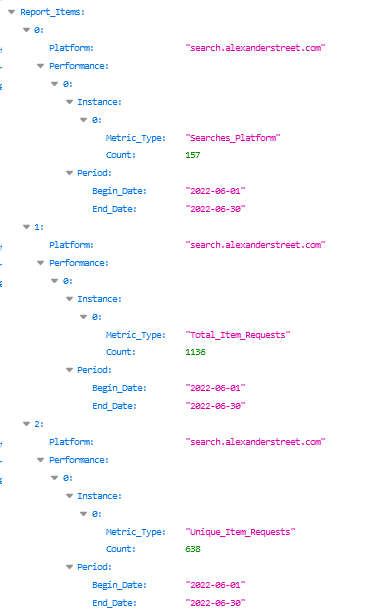 Report_Items:
0:
Platform: "search.alexanderstreet.com"
Performance:
0:
Instance:
0:
Metric_Type: "Searches_Platform"
Count: 157
Period:
Begin_Date: "2022-06-01"
End_Date: "2022-06-30"
1:
Platform: "search.alexanderstreet.com"
Performance:
0:
Instance:
0:
Metric_Type: "Total_Item_Requests"
Count: 1136
Period:
Begin_Date: "2022-06-01"
End_Date: "2022-06-30"
2:
Platform: "search.alexanderstreet.com"
Performance:
0:
Instance:
0:
Metric_Type: "Unique_Item_Requests"
Count: 638
Period:
Begin_Date: "2022-06-01"
End_Date: "2022-06-30"